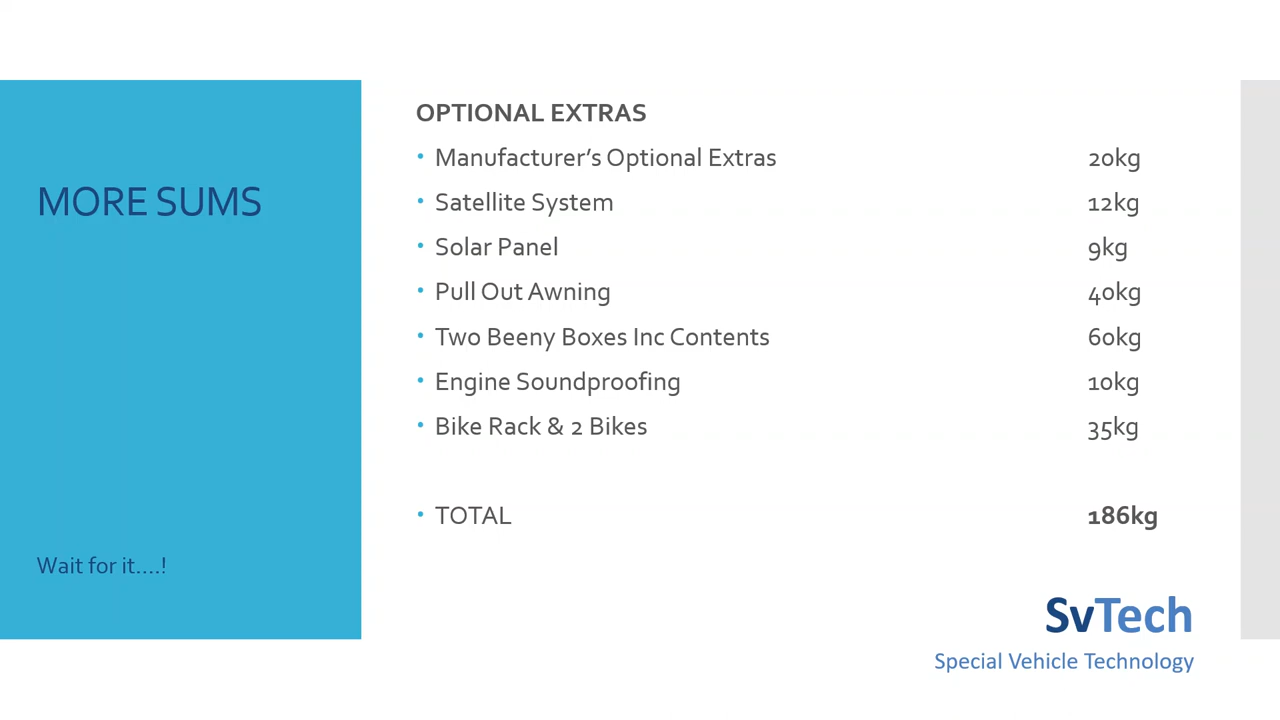 MORE SUMS
Wait for it....!
OPTIONAL EXTRAS
• Manufacturer’s Optional Extras 20kg
• Satellite System 12kg
• Solar Panel 9kg
• Pull Out Awning 40kg
• Two Beeny Boxes Inc Contents 60kg
• Engine Soundproofing 10kg
• Bike Rack & 2 Bikes 35kg
• TOTAL 186kg
SvTech
Special Vehicle Technology